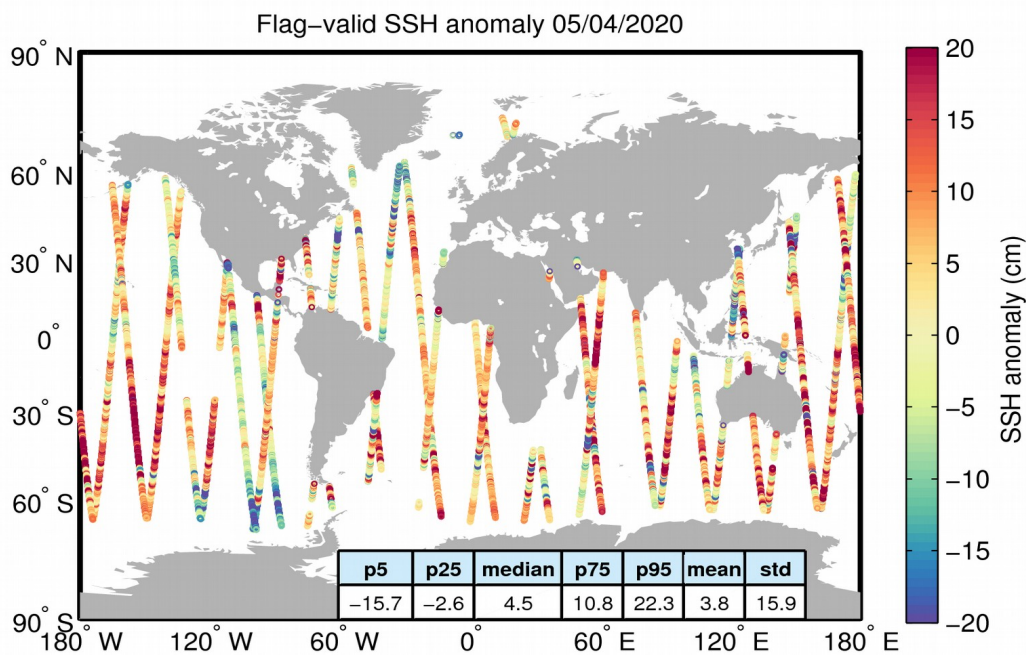 Flag−valid SSH anomaly 05/04/2020
90° N
60° N
30° N
0°
30° S
60° S
90° S
180° W
120° W
60° W
0°
60° E
120° E
180° E
p5 p25 median p75 p95 mean std
−15.7 −2.6 4.5 10.8 22.3 3.8 15.9
20
15
10
5
0
−5
−10
−15
−20
SSH anomaly (cm)